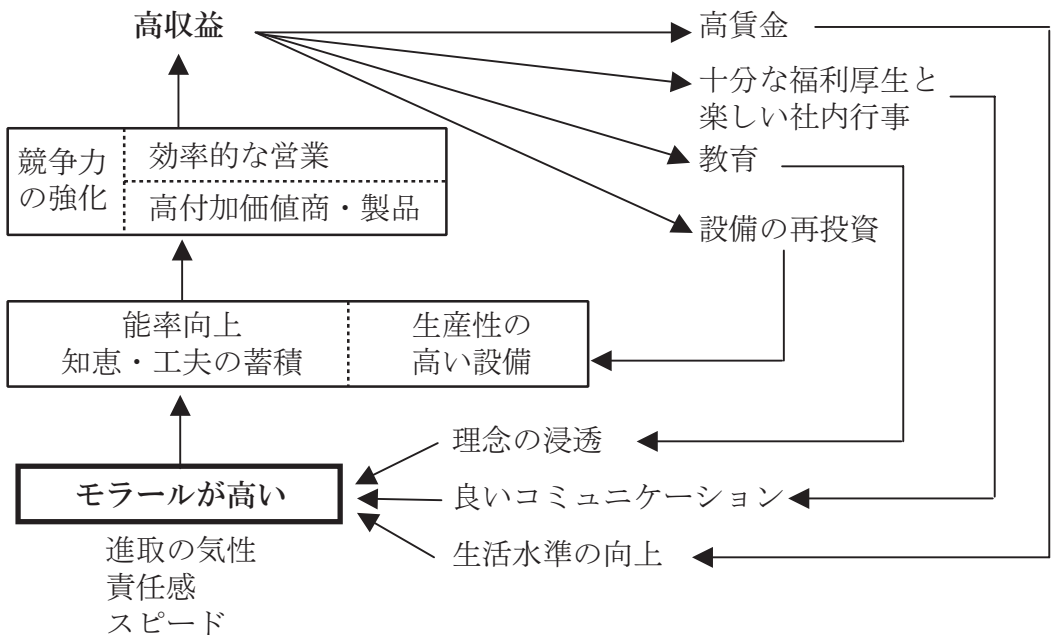 高収益
高賃金
十分な福利厚生と
楽しい社内行事
教育
設備の再投資
競争力
の強化
効率的な営業
高付加価値商・製品
能率向上
知恵・工夫の蓄積
生産性の
高い設備
理念の浸透
モラールが高い
良いコミュニケーション
生活水準の向上
進取の気性
責任感
スピード